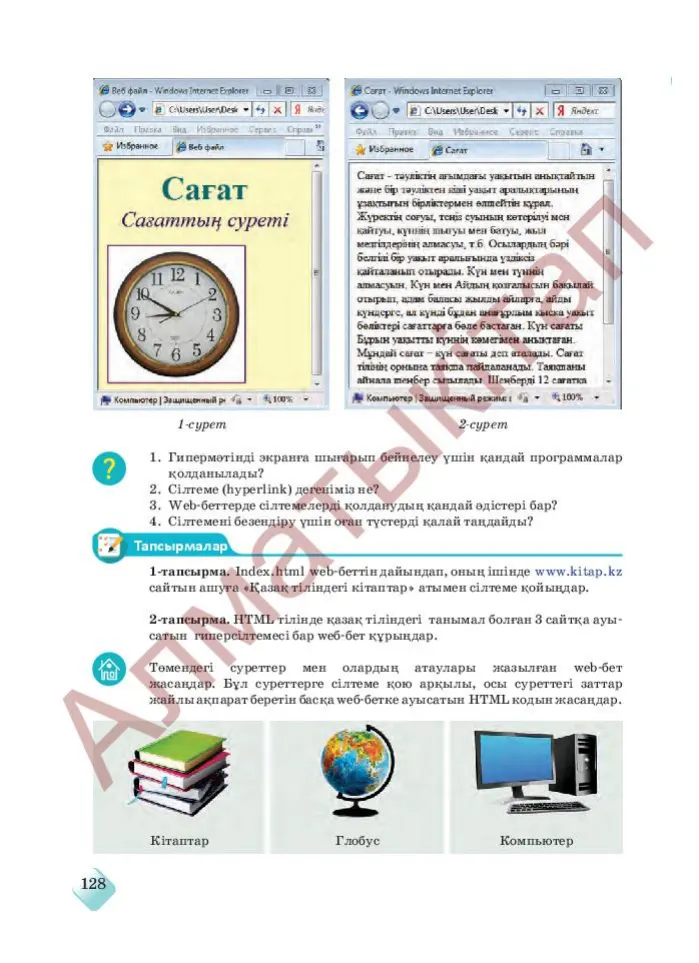 Веб файл - Windows Internet Explorer
C:\Users\User\Desk
Файл Правка Вид Избранное Сервис Справ
Избранное
Веб файл
Сағат
Сағаттың суреті
Компьютер | Защищенный ре
100%
Сағат - Windows Internet Explorer
C:\Users\User\Desk
Яндекс
Файл Правка Вид Избранное Сервис Справка
Избранное
Сағат
Сағат - тәуліктің ағымдағы уақытын анықтайтын
және бір тәуліктен кіші уақыт аралықтарының
ұзақтығын бірліктермен өлшейтін құрал.
Жүректің соғуы, теңіз суының көтерілуі мен
қайтуы, күннің шығуы мен батуы, жыл
мезгілдерінің алмасуы, т.б. Осылардың бәрі
белгілі бір уақыт аралығында үздіксіз
қайталанып отырады. Күн мен түннің
алмасуын, Күн мен Айдың қозғалысын бақылай
отырып, адам баласы жылды айларға, айды
күндерге, ал күнді бұдан анағұрлым қысқа уақыт
бөліктері сағаттарға бөле бастаған. Күн сағаты
Бұрын уақытты күннің көмегімен анықтаған.
Мұндай сағат – күн сағаты деп аталады. Сағат
тілінің орнына таяқша пайдаланады. Таяқшаны
айнала шеңбер сызылады. Шеңберді 12 сағатқа
Компьютер | Защищенный режим:
100%
1-сурет
2-сурет
1. Гипермәтінді экранға шығарып бейнелеу үшін қандай программалар
қолданылады?
2. Сілтеме (hyperlink) дегеніміз не?
3. Web-беттерде сілтемелерді қолданудың қандай әдістері бар?
4. Сілтемені безендіру үшін оған түстерді қалай таңдайды?
Тапсырмалар
1-тапсырма. Index.html web-беттін дайындап, оның ішінде www.kitap.kz
сайтын ашуға «Қазақ тіліндегі кітаптар» атымен сілтеме қойыңдар.
2-тапсырма. HTML тілінде қазақ тіліндегі танымал болған 3 сайтқа ауы-
сатын гиперсілтемесі бар web-бет құрыңдар.
Төмендегі суреттер мен олардың атаулары жазылған web-бет
жасаңдар. Бұл суреттерге сілтеме қою арқылы, осы суреттегі заттар
жайлы ақпарат беретін басқа web-бетке ауысатын HTML кодын жасаңдар.
Кітаптар
Глобус
Компьютер
128
Алматыкітап